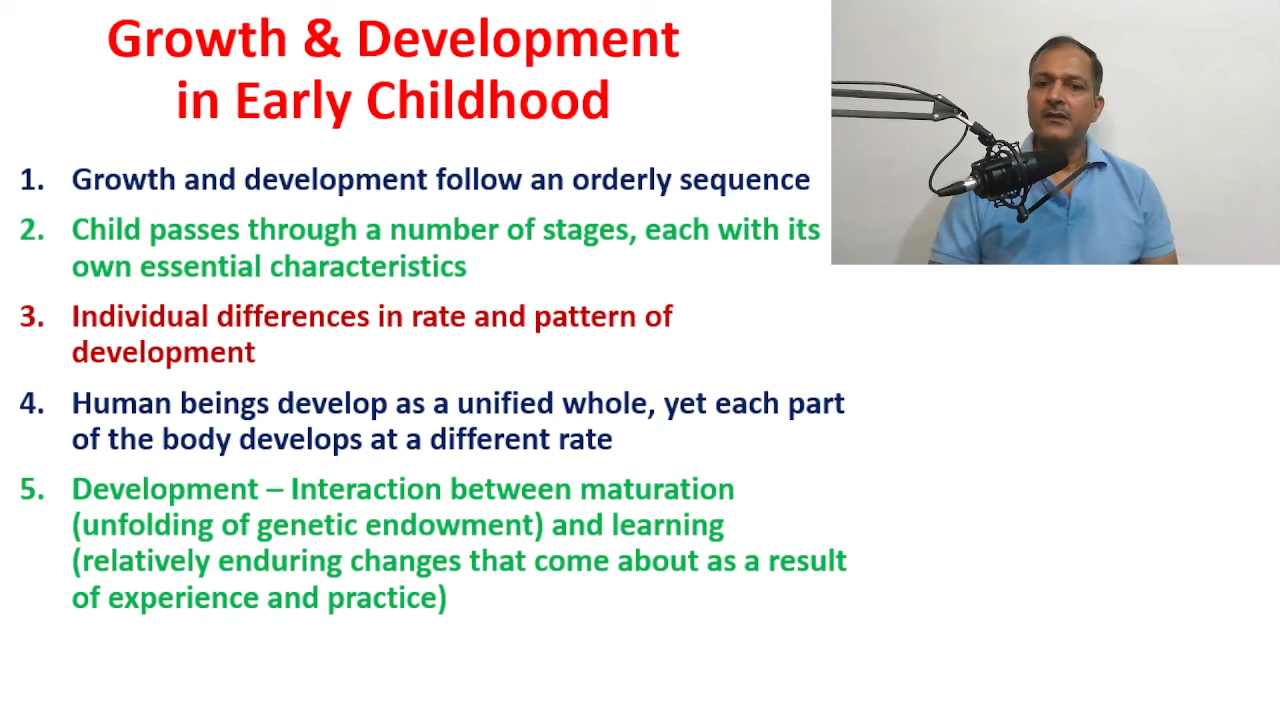 Growth & Development
in Early Childhood
1. Growth and development follow an orderly sequence
2. Child passes through a number of stages, each with its
own essential characteristics
3. Individual differences in rate and pattern of
development
4. Human beings develop as a unified whole, yet each part
of the body develops at a different rate
5. Development – Interaction between maturation
(unfolding of genetic endowment) and learning
(relatively enduring changes that come about as a result
of experience and practice)